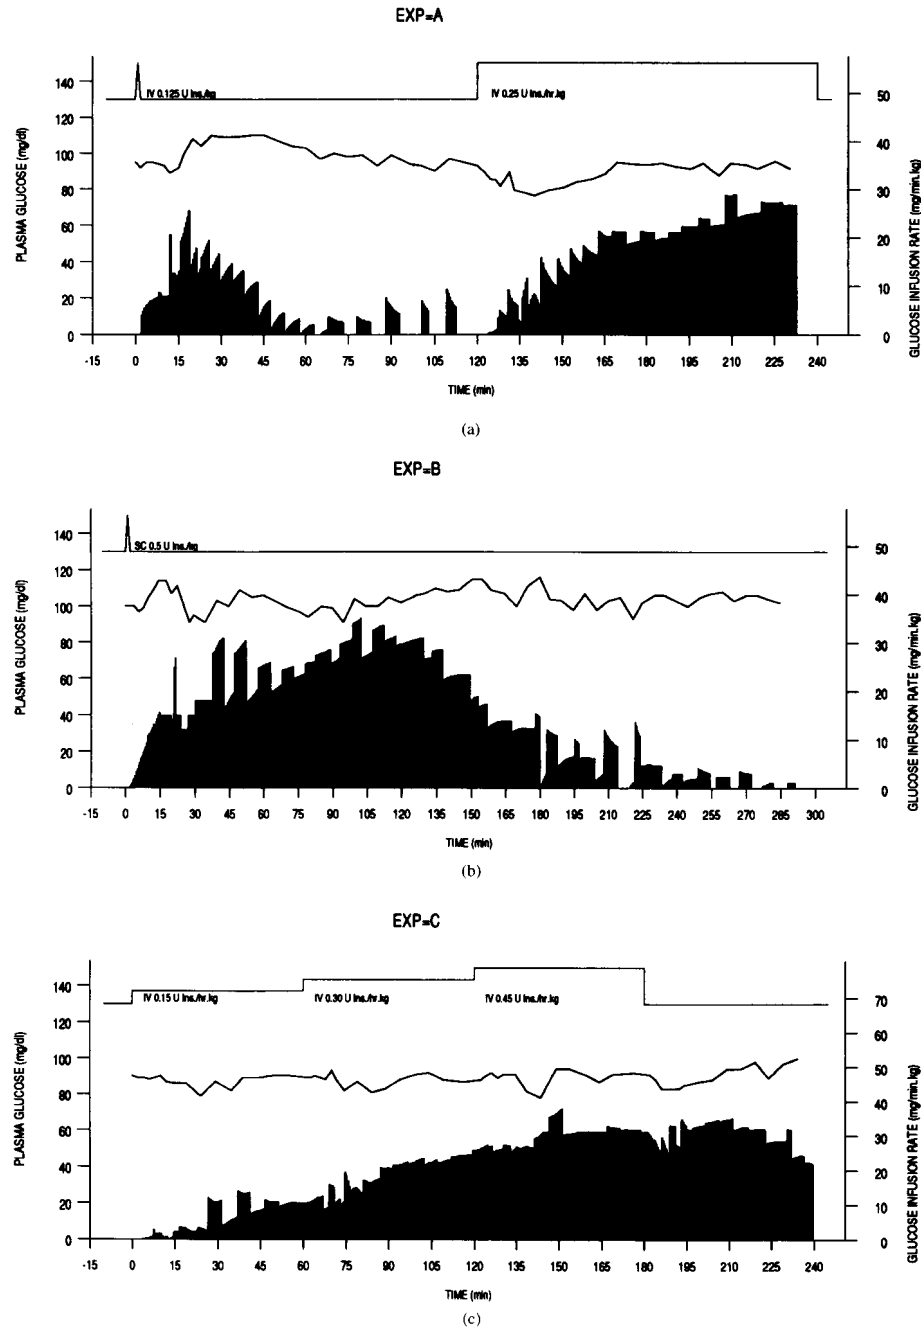 EXP=A
PLASMA GLUCOSE (mg/dl)
140
120
100
80
60
40
20
0
IV 0.125 U Ins./kg
IV 0.25 U Ins./hr.kg
50
40
30
20
10
0
GLUCOSE INFUSION RATE (mg/min.kg)
-15 0 15 30 45 60 75 90 105 120 135 150 165 180 195 210 225 240
TIME (min)
(a)
EXP=B
PLASMA GLUCOSE (mg/dl)
140
120
100
80
60
40
20
0
SC 0.5 U Ins./kg
50
40
30
20
10
0
GLUCOSE INFUSION RATE (mg/min.kg)
-15 0 15 30 45 60 75 90 105 120 135 150 165 180 195 210 225 240 255 270 285 300
TIME (min)
(b)
EXP=C
PLASMA GLUCOSE (mg/dl)
140
120
100
80
60
40
20
0
IV 0.15 U Ins./hr.kg
IV 0.30 U Ins./hr.kg
IV 0.45 U Ins./hr.kg
70
60
50
40
30
20
10
0
GLUCOSE INFUSION RATE (mg/min.kg)
-15 0 15 30 45 60 75 90 105 120 135 150 165 180 195 210 225 240
TIME (min)
(c)